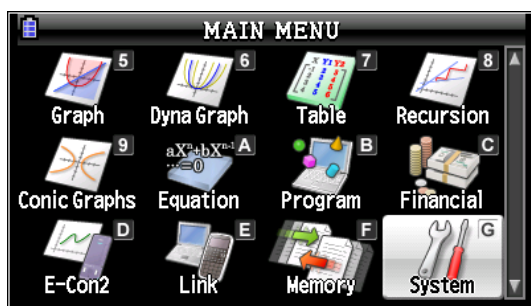 MAIN MENU
5 6 7 8
Graph Dyna Graph Table Recursion
9 A B C
Conic Graphs Equation Program Financial
D E F G
E-Con2 Link Memory System